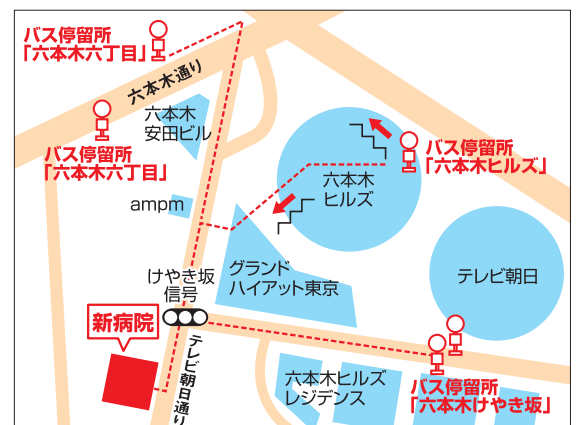 バス停留所
「六本木六丁目」
六本木通り
六本木
安田ビル
バス停留所
「六本木六丁目」
バス停留所
「六本木ヒルズ」
六本木
ヒルズ
ampm
グランド
ハイアット東京
テレビ朝日
けやき坂
信号
新病院
テレビ朝日通り
六本木ヒルズ
レジデンス
バス停留所
「六本木けやき坂」